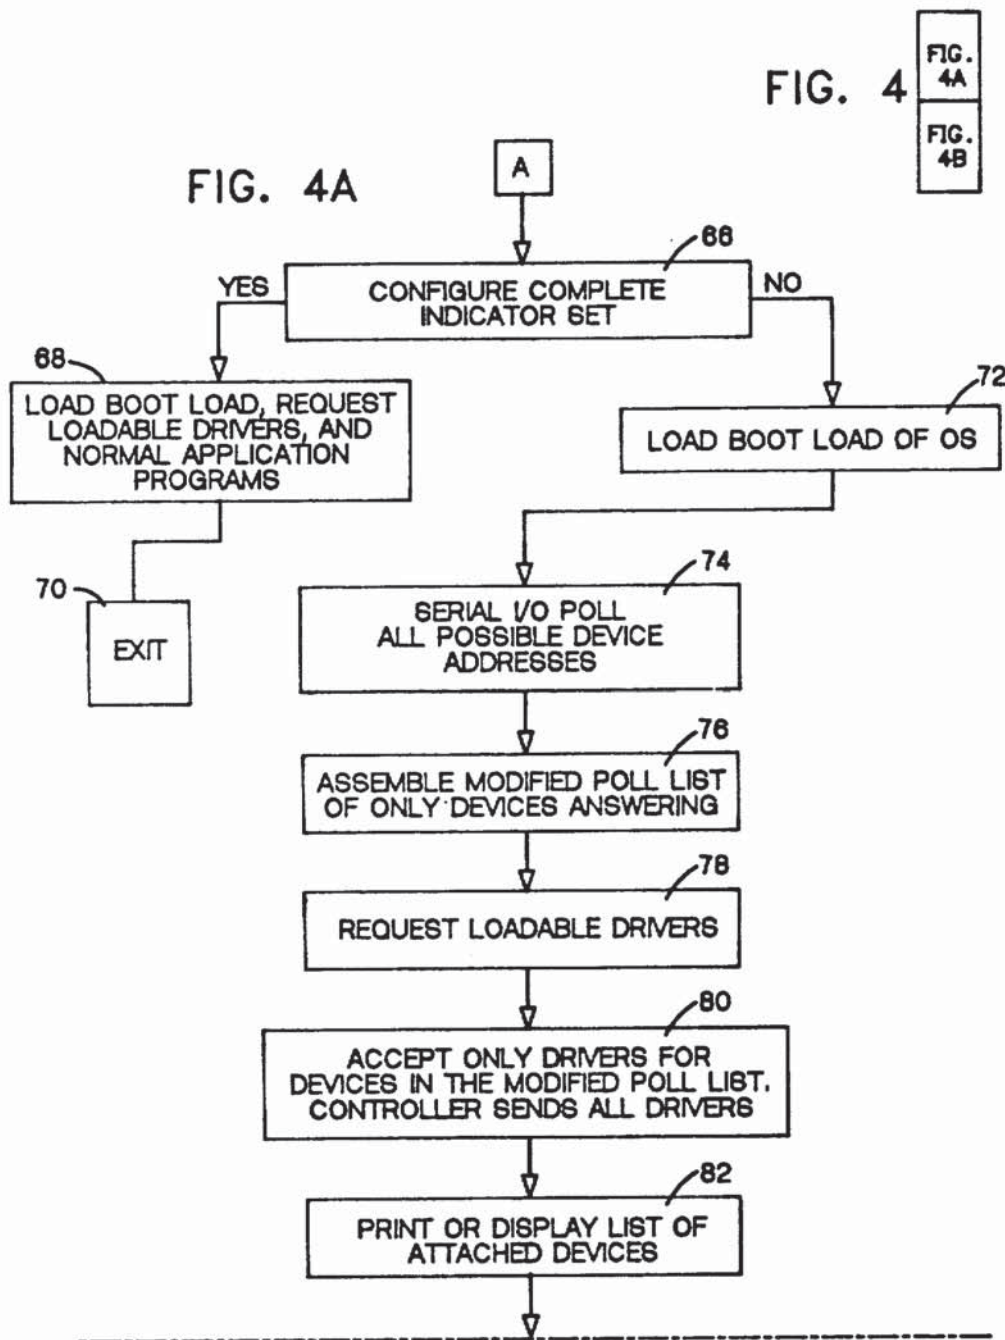 FIG. 4
FIG.
4A
FIG.
4B
FIG. 4A
A
66
YES
CONFIGURE COMPLETE
INDICATOR SET
NO
68
LOAD BOOT LOAD, REQUEST
LOADABLE DRIVERS, AND
NORMAL APPLICATION
PROGRAMS
72
LOAD BOOT LOAD OF OS
70
EXIT
74
SERIAL I/O POLL
ALL POSSIBLE DEVICE
ADDRESSES
76
ASSEMBLE MODIFIED POLL LIST
OF ONLY DEVICES ANSWERING
78
REQUEST LOADABLE DRIVERS
80
ACCEPT ONLY DRIVERS FOR
DEVICES IN THE MODIFIED POLL LIST.
CONTROLLER SENDS ALL DRIVERS
82
PRINT OR DISPLAY LIST OF
ATTACHED DEVICES